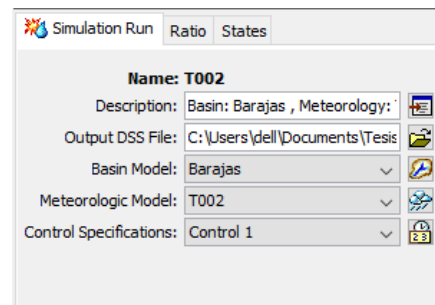 Simulation Run Ratio States
Name: T002
Description: Basin: Barajas , Meteorology:
Output DSS File: C:\Users\dell\Documents\Tesis
Basin Model: Barajas
Meteorologic Model: T002
Control Specifications: Control 1